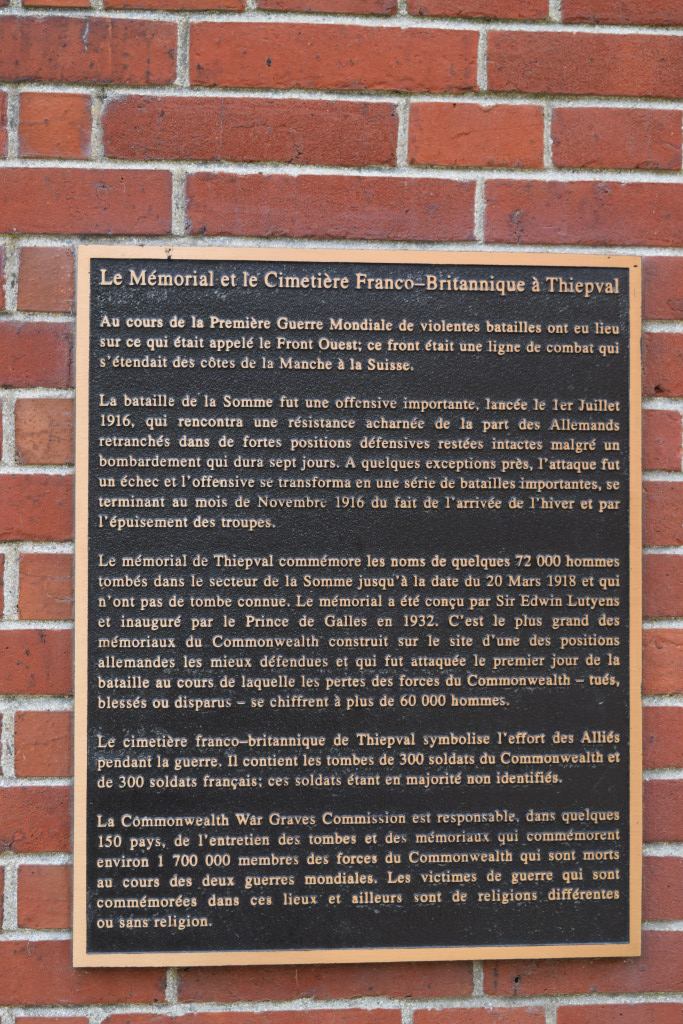 Le Mémorial et le Cimetière Franco–Britannique à Thiepval
Au cours de la Première Guerre Mondiale de violentes batailles ont eu lieu
sur ce qui était appelé le Front Ouest; ce front était une ligne de combat qui
s'étendait des côtes de la Manche à la Suisse.
La bataille de la Somme fut une offensive importante, lancée le 1er Juillet
1916, qui rencontra une résistance acharnée de la part des Allemands
retranchés dans de fortes positions défensives restées intactes malgré un
bombardement qui dura sept jours. A quelques exceptions près, l'attaque fut
un échec et l'offensive se transforma en une série de batailles importantes, se
terminant au mois de Novembre 1916 du fait de l'arrivée de l'hiver et par
l'épuisement des troupes.
Le mémorial de Thiepval commémore les noms de quelques 72 000 hommes
tombés dans le secteur de la Somme jusqu'à la date du 20 Mars 1918 et qui
n'ont pas de tombe connue. Le mémorial a été conçu par Sir Edwin Lutyens
et inauguré par le Prince de Galles en 1932. C'est le plus grand des
mémoriaux du Commonwealth construit sur le site d'une des positions
allemandes les mieux défendues et qui fut attaquée le premier jour de la
bataille au cours de laquelle les pertes des forces du Commonwealth – tués,
blessés ou disparus – se chiffrent à plus de 60 000 hommes.
Le cimetière franco–britannique de Thiepval symbolise l'effort des Alliés
pendant la guerre. Il contient les tombes de 300 soldats du Commonwealth et
de 300 soldats français; ces soldats étant en majorité non identifiés.
La Commonwealth War Graves Commission est responsable, dans quelques
150 pays, de l'entretien des tombes et des mémoriaux qui commémorent
environ 1 700 000 membres des forces du Commonwealth qui sont morts
au cours des deux guerres mondiales. Les victimes de guerre qui sont
commémorées dans ces lieux et ailleurs sont de religions différentes
ou sans religion.